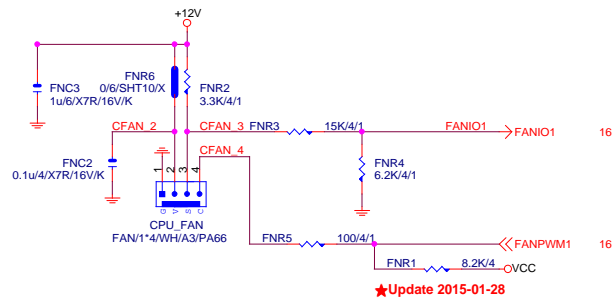 +12V
FNC3
1u/6/X7R/16V/K
FNR6
0/6/SHT10/X
FNR2
3.3K/4/1
CFAN_2
CFAN_3
FNR3
15K/4/1
FANIO1
FANIO1
16
CFAN_4
FNC2
0.1u/4/X7R/16V/K
FNR4
6.2K/4/1
1
2
3
4
G
V
S
C
CPU_FAN
FAN/1*4/WH/A3/PA66
FNR5
100/4/1
FANPWM1
16
FNR1
8.2K/4
VCC
★Update 2015-01-28